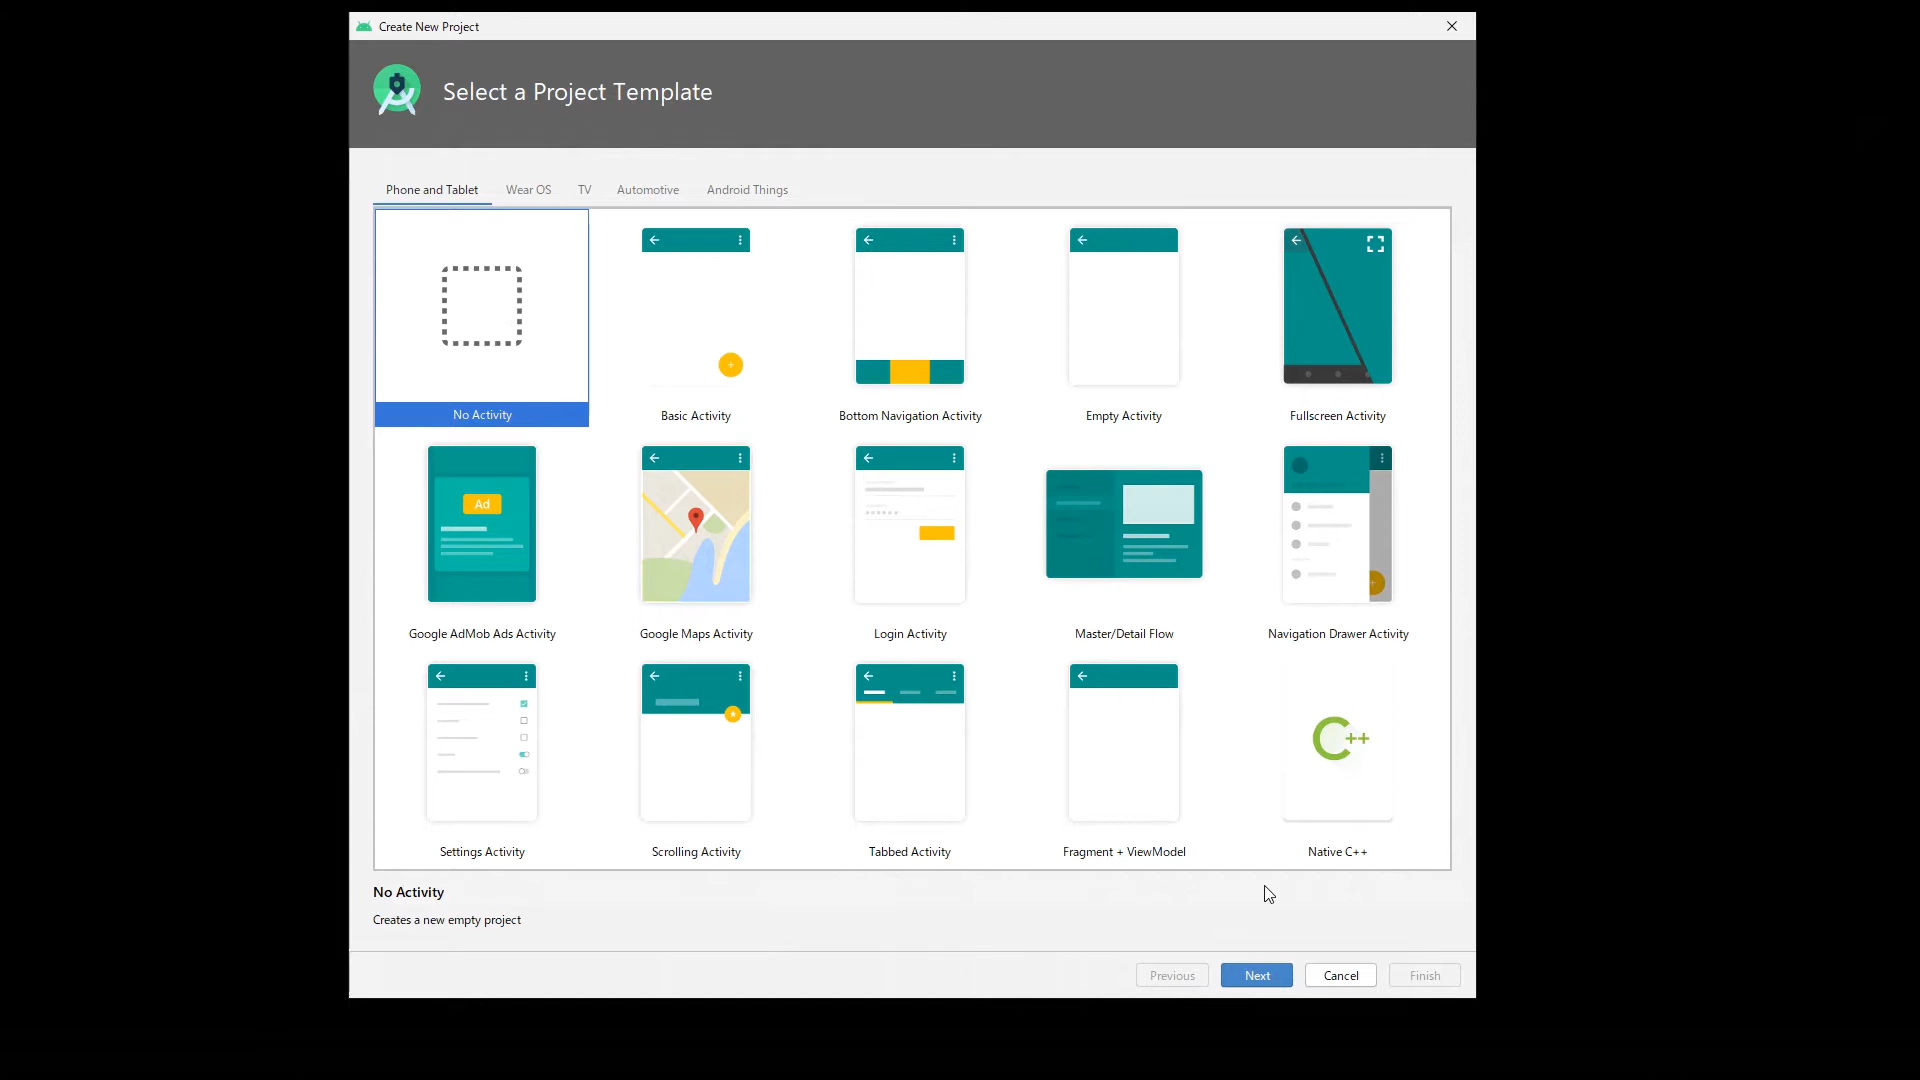 Create New Project
Select a Project Template
Phone and Tablet Wear OS TV Automotive Android Things
No Activity Basic Activity Bottom Navigation Activity Empty Activity Fullscreen Activity
Ad
Google AdMob Ads Activity Google Maps Activity Login Activity Master/Detail Flow Navigation Drawer Activity
C++
Settings Activity Scrolling Activity Tabbed Activity Fragment + ViewModel Native C++
No Activity
Creates a new empty project
Previous Next Cancel Finish